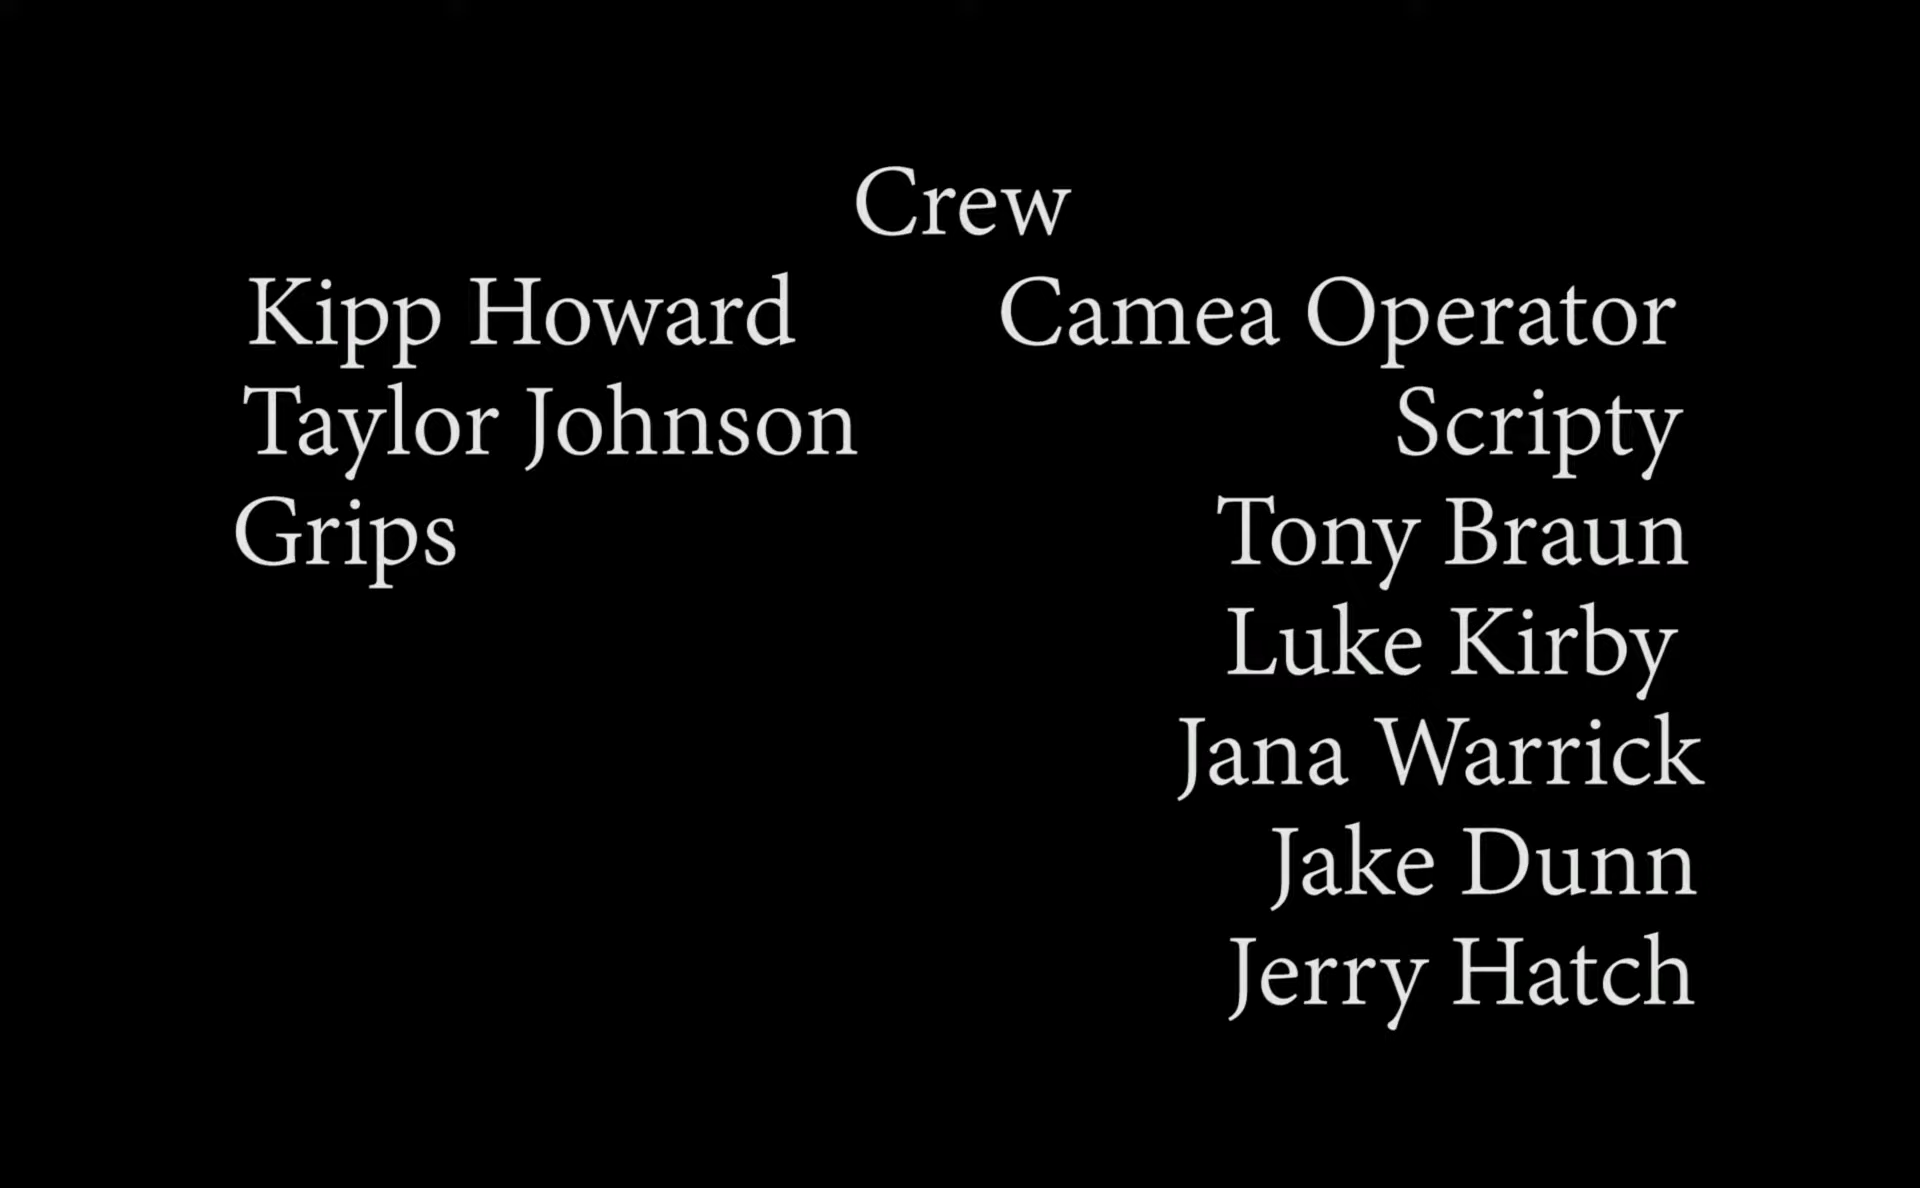 Crew
Kipp Howard Camea Operator
Taylor Johnson Scripty
Grips Tony Braun
Luke Kirby
Jana Warrick
Jake Dunn
Jerry Hatch